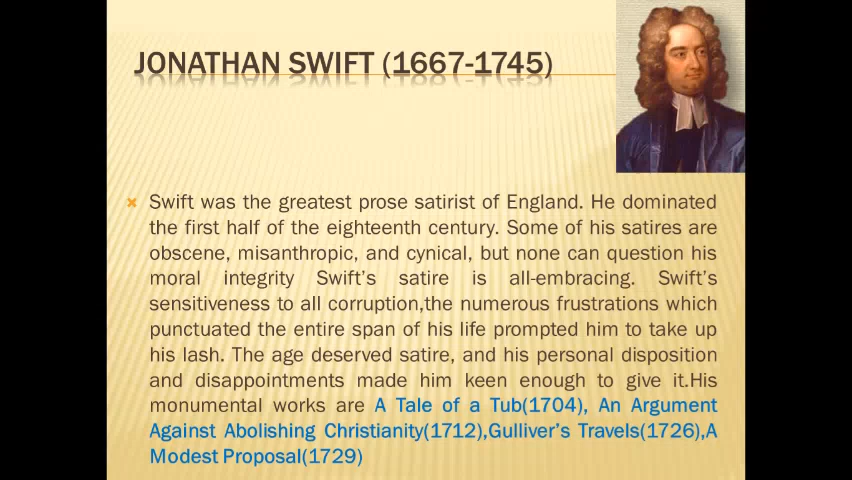 JONATHAN SWIFT (1667-1745)
Swift was the greatest prose satirist of England. He dominated
the first half of the eighteenth century. Some of his satires are
obscene, misanthropic, and cynical, but none can question his
moral integrity Swift's satire is all-embracing. Swift's
sensitiveness to all corruption,the numerous frustrations which
punctuated the entire span of his life prompted him to take up
his lash. The age deserved satire, and his personal disposition
and disappointments made him keen enough to give it.His
monumental works are A Tale of a Tub(1704), An Argument
Against Abolishing Christianity(1712),Gulliver's Travels(1726),A
Modest Proposal(1729)